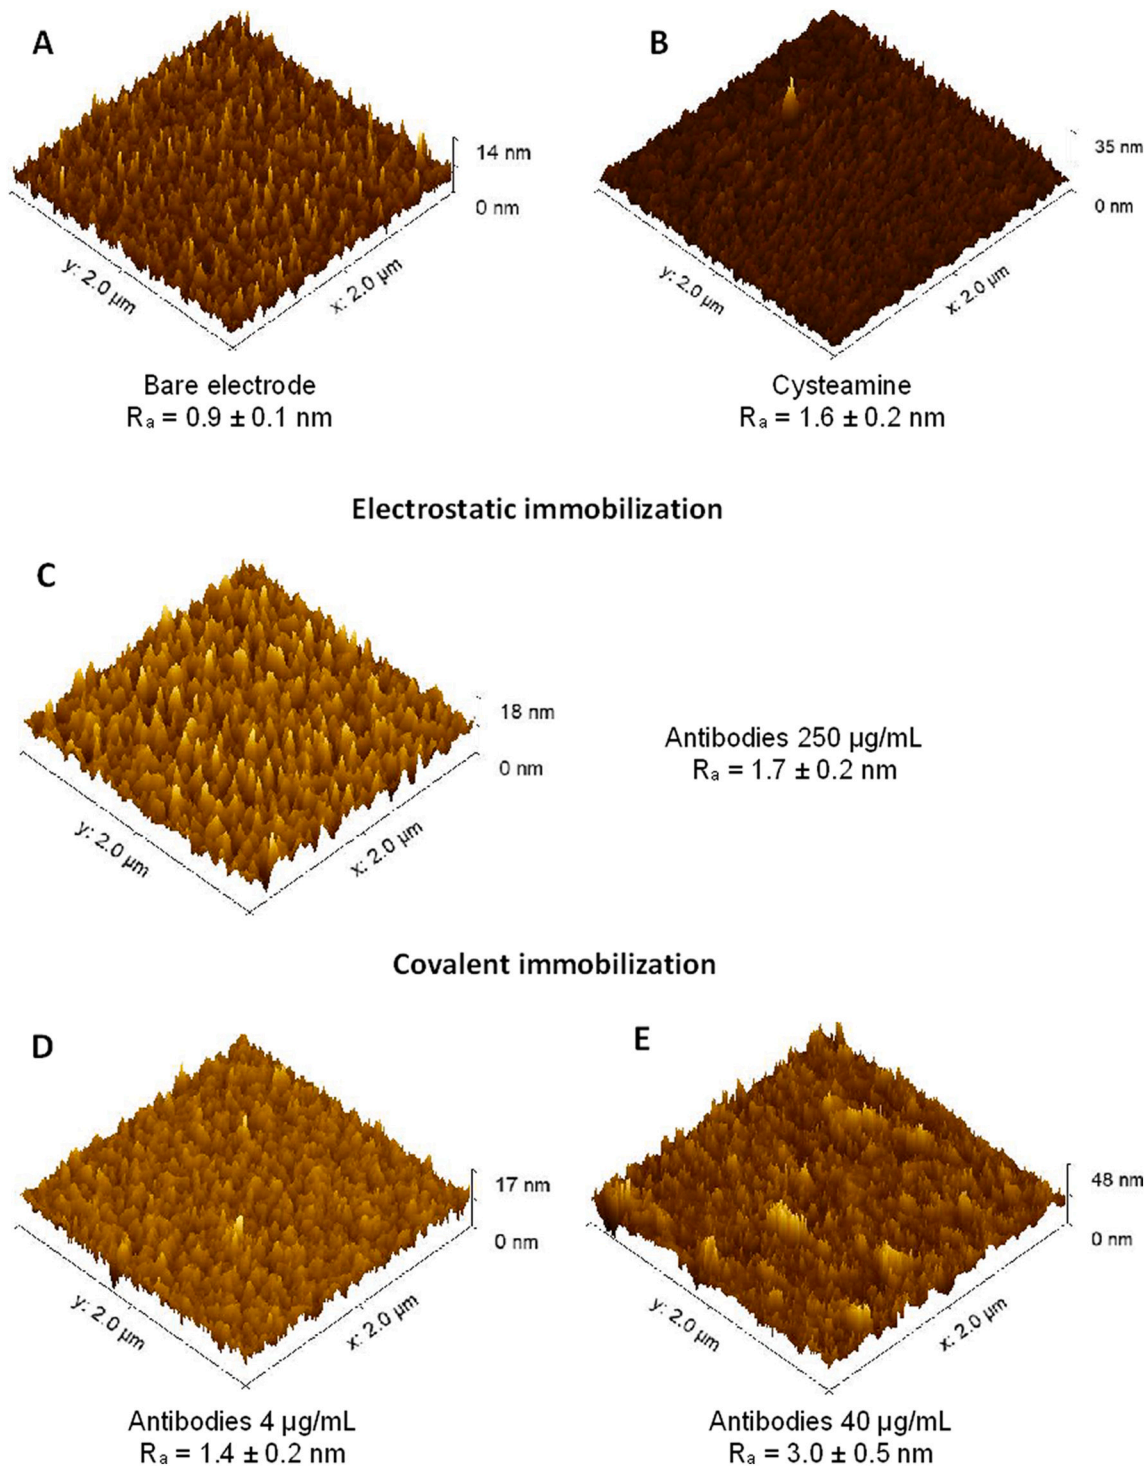 A
B
14 nm
0 nm
35 nm
0 nm
y: 2.0 µm
x: 2.0 µm
y: 2.0 µm
x: 2.0 µm
Bare electrode
Rₐ = 0.9 ± 0.1 nm
Cysteamine
Rₐ = 1.6 ± 0.2 nm
Electrostatic immobilization
C
18 nm
0 nm
y: 2.0 µm
x: 2.0 µm
Antibodies 250 µg/mL
Rₐ = 1.7 ± 0.2 nm
Covalent immobilization
D
E
17 nm
0 nm
48 nm
0 nm
y: 2.0 µm
x: 2.0 µm
y: 2.0 µm
x: 2.0 µm
Antibodies 4 µg/mL
Rₐ = 1.4 ± 0.2 nm
Antibodies 40 µg/mL
Rₐ = 3.0 ± 0.5 nm